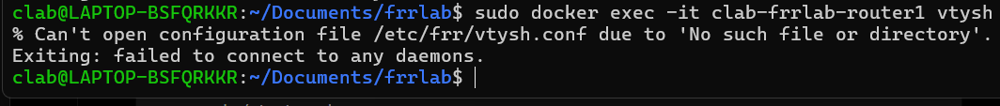 clab@LAPTOP-BSFQRKKR:~/Documents/frrlab$ sudo docker exec -it clab-frrlab-router1 vtysh
% Can't open configuration file /etc/frr/vtysh.conf due to 'No such file or directory'.
Exiting: failed to connect to any daemons.
clab@LAPTOP-BSFQRKKR:~/Documents/frrlab$